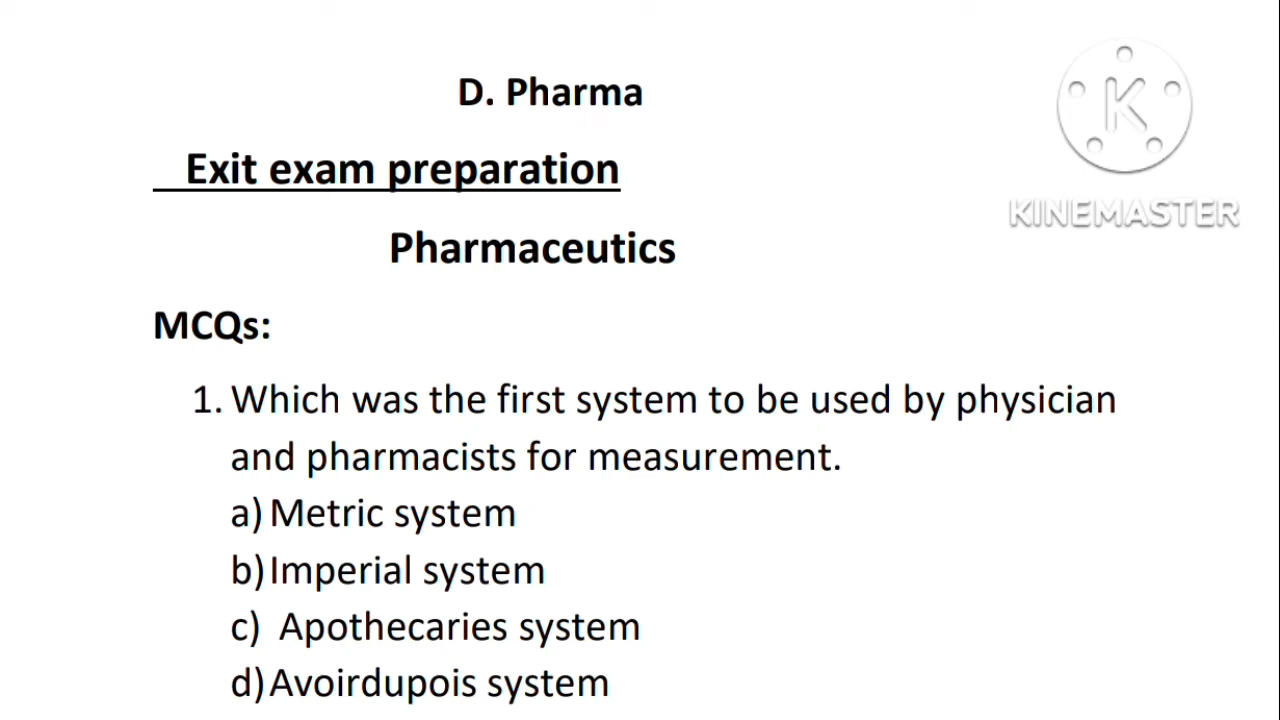 D. Pharma
Exit exam preparation
Pharmaceutics
MCQs:
1. Which was the first system to be used by physician
and pharmacists for measurement.
a) Metric system
b) Imperial system
c) Apothecaries system
d) Avoirdupois system
K
KINEMASTER